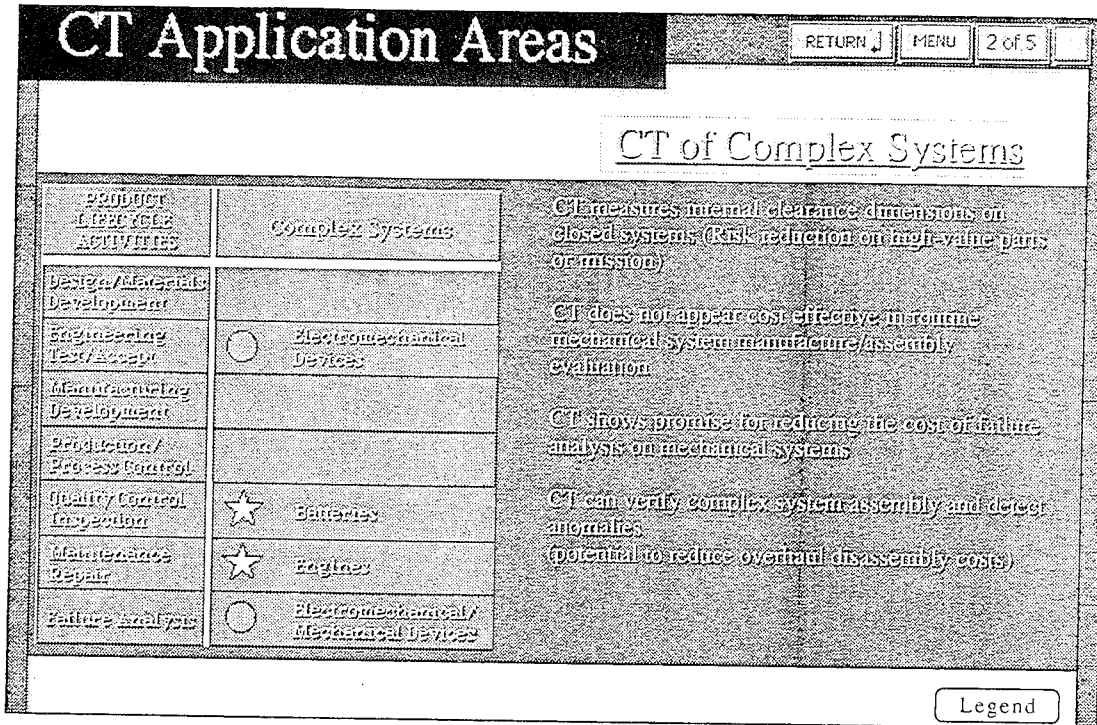 CT Application Areas
RETURN
MENU
2 of 5
CT of Complex Systems
PRODUCT
LIFECYCLE
ACTIVITIES
Complex Systems
Design/Materials
Development
Engineering
Test/Accept
Electromechanical
Devices
Manufacturing
Development
Production/
Process Control
Quality Control
Inspection
Batteries
Maintenance
Repair
Engines
Failure Analysis
Electromechanical/
Mechanical Devices
CT measures internal clearance dimensions on
closed systems (Risk reduction on high-value parts
or mission)
CT does not appear cost effective in routine
mechanical system manufacture/assembly
evaluation
CT shows promise for reducing the cost of failure
analysis on mechanical systems
CT can verify complex system assembly and detect
anomalies
(potential to reduce overhaul disassembly costs)
Legend